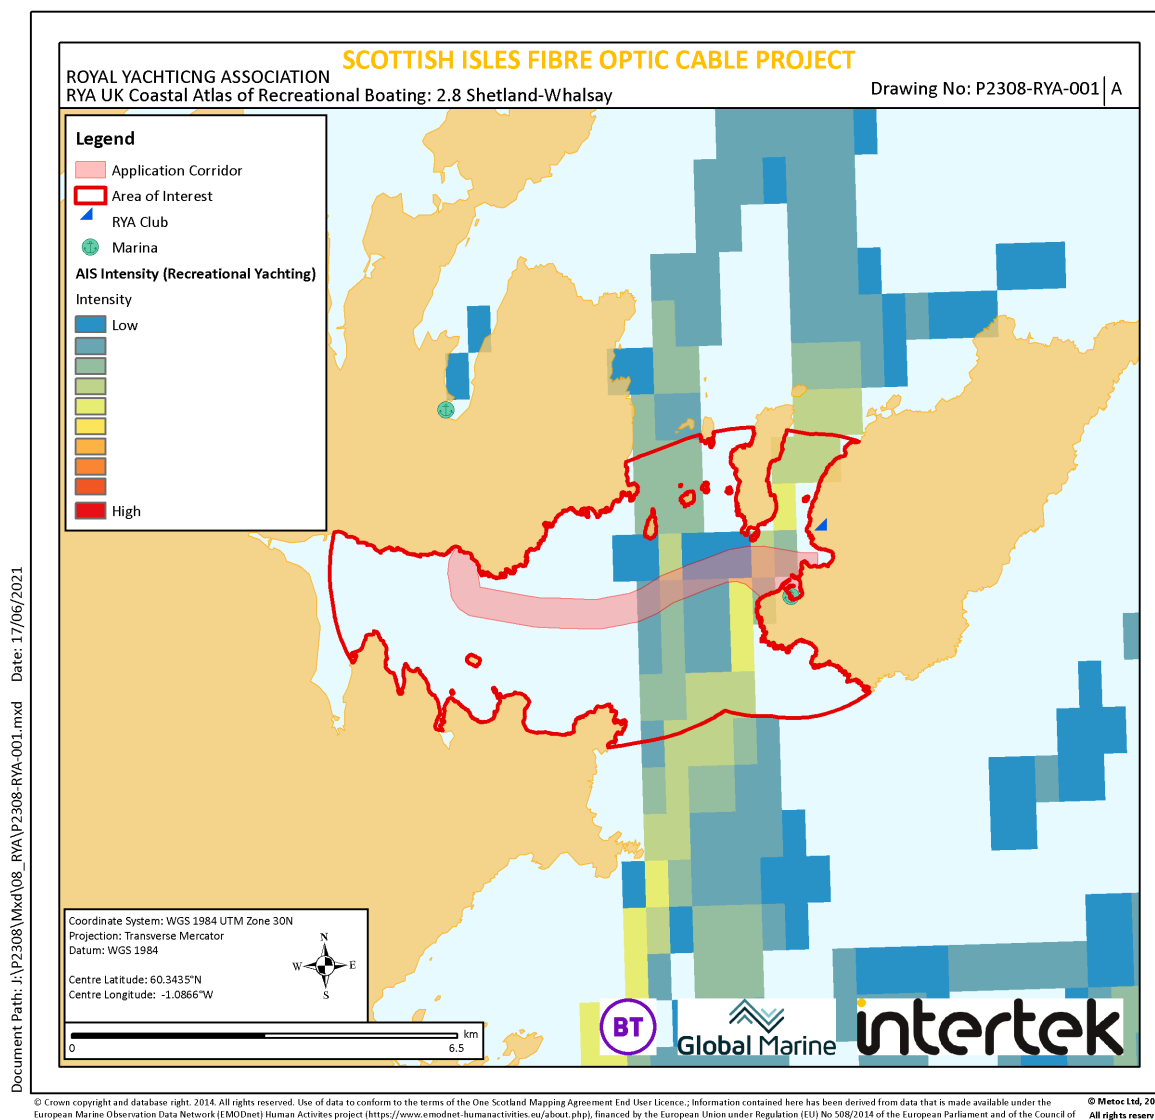 SCOTTISH ISLES FIBRE OPTIC CABLE PROJECT
ROYAL YACHTICNG ASSOCIATION
RYA UK Coastal Atlas of Recreational Boating: 2.8 Shetland-Whalsay
Drawing No: P2308-RYA-001 A
Legend
Application Corridor
Area of Interest
RYA Club
Marina
AIS Intensity (Recreational Yachting)
Intensity
Low
High
Document Path: J:\P2308\Mxd\08_RYA\P2308-RYA-001.mxd Date: 17/06/2021
Coordinate System: WGS 1984 UTM Zone 30N
Projection: Transverse Mercator
Datum: WGS 1984
Centre Latitude: 60.3435°N
Centre Longitude: -1.0866°W
N
W E
S
km
0 6.5
BT
Global Marine
intertek
© Crown copyright and database right. 2014. All rights reserved. Use of data to conform to the terms of the One Scotland Mapping Agreement End User Licence.; Information contained here has been derived from data that is made available under the
European Marine Observation Data Network (EMODnet) Human Activites project (https://www.emodnet-humanactivities.eu/about.php), financed by the European Union under Regulation (EU) No 508/2014 of the European Parliament and of the Council of
© Metoc Ltd, 20
All rights reserv